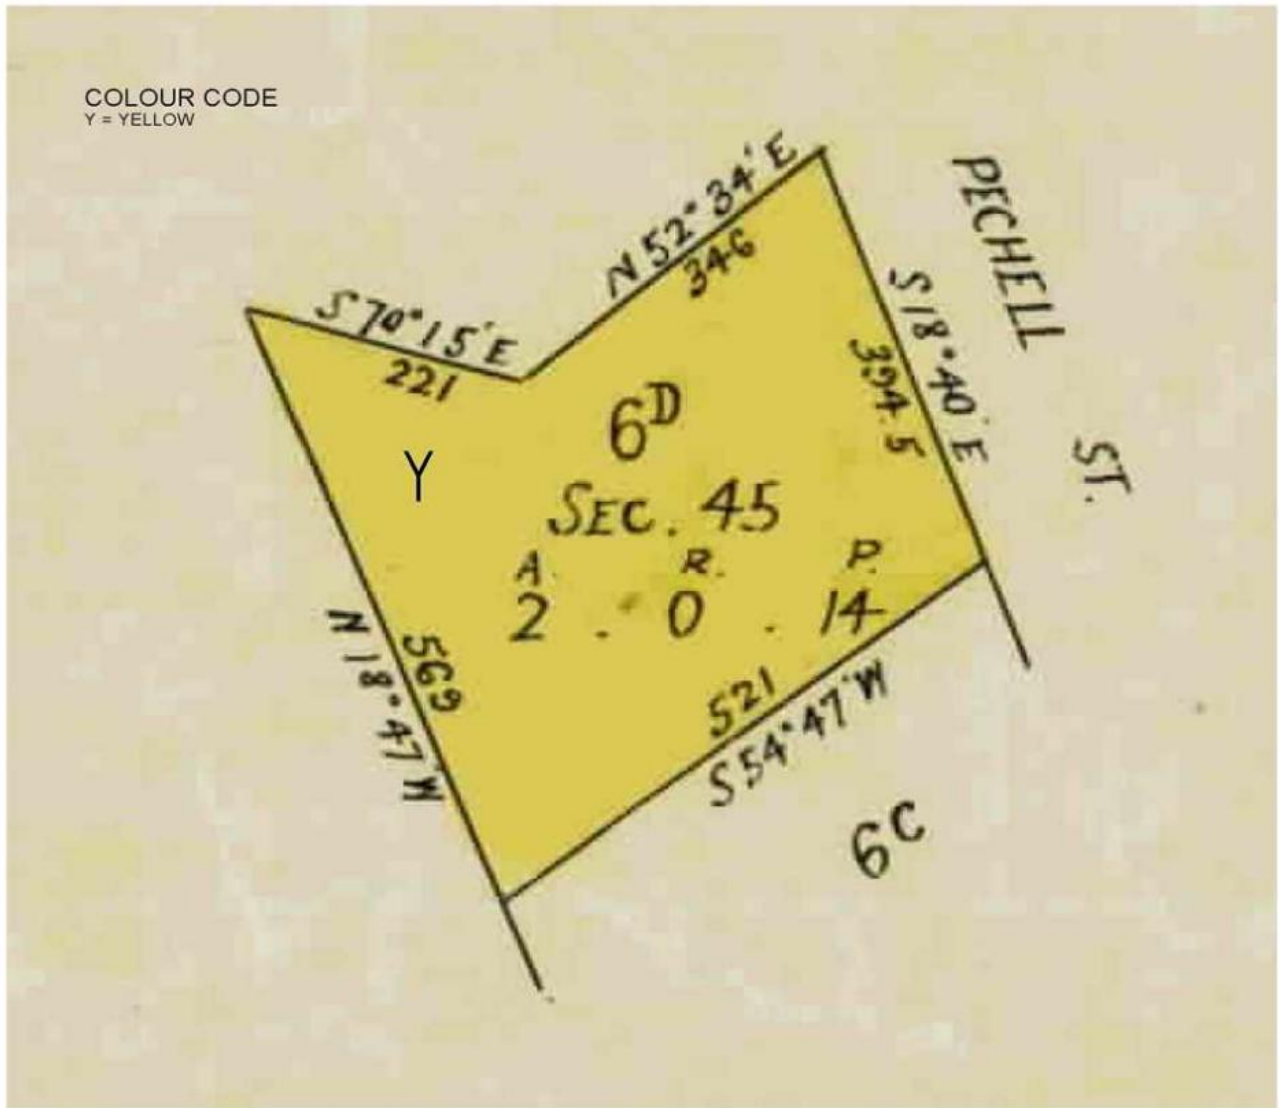 COLOUR CODE
Y = YELLOW
N 52° 34' E
346
PECHELL
ST.
S 70° 15' E
221
S 18° 40' E
394.5
6D
Y
SEC. 45
A. R. P.
2 . 0 . 14
N 18° 47' W
569
521
S 54° 47' W
6C